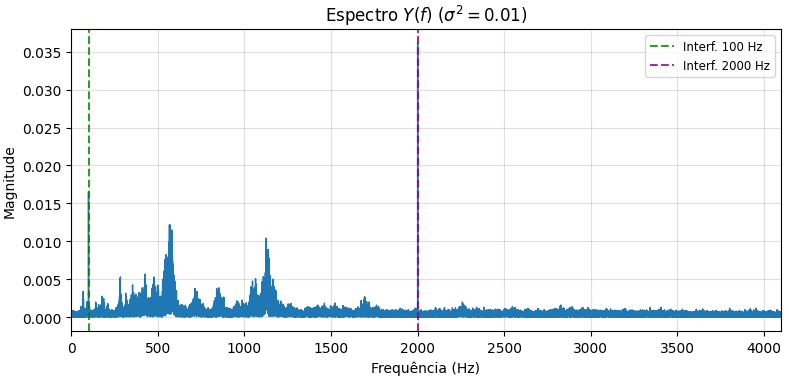 Espectro Y(f) (σ² = 0.01)
Interf. 100 Hz
Interf. 2000 Hz
Magnitude
0.035
0.030
0.025
0.020
0.015
0.010
0.005
0.000
0 500 1000 1500 2000 2500 3000 3500 4000
Frequência (Hz)